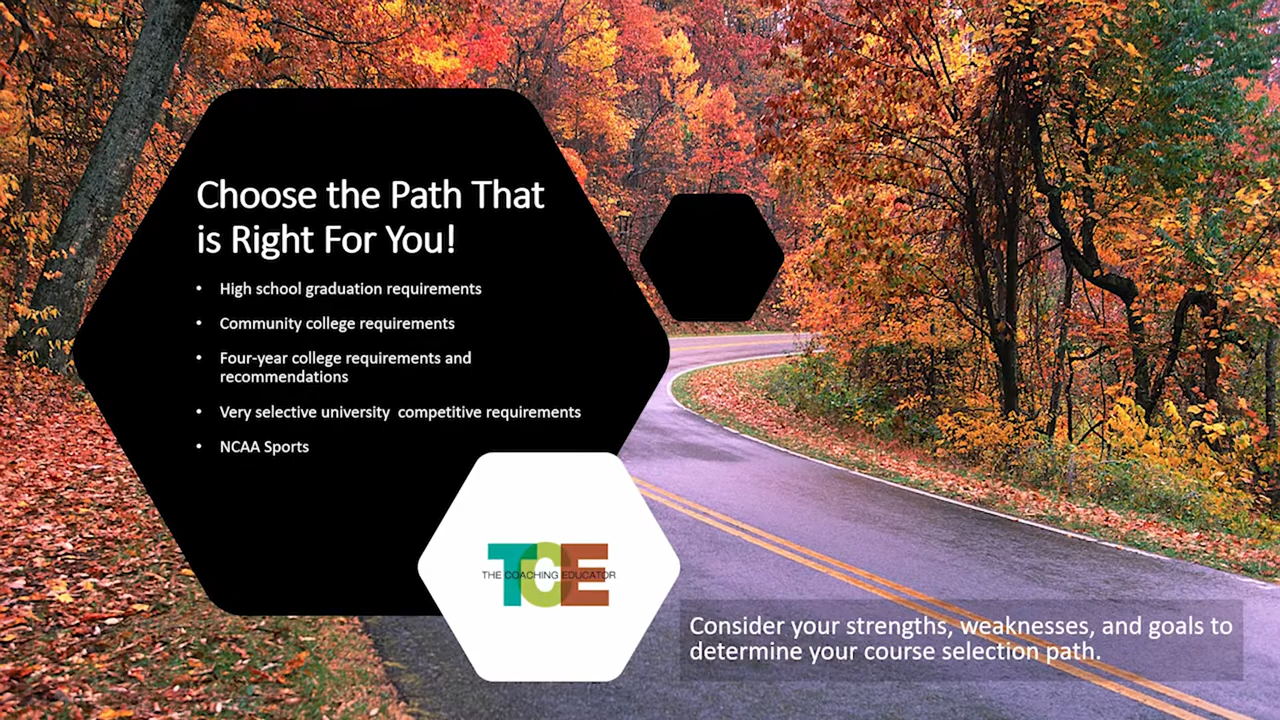 Choose the Path That
is Right For You!
• High school graduation requirements
• Community college requirements
• Four-year college requirements and
recommendations
• Very selective university  competitive requirements
• NCAA Sports
TCE
THE COACHING EDUCATOR
Consider your strengths, weaknesses, and goals to
determine your course selection path.